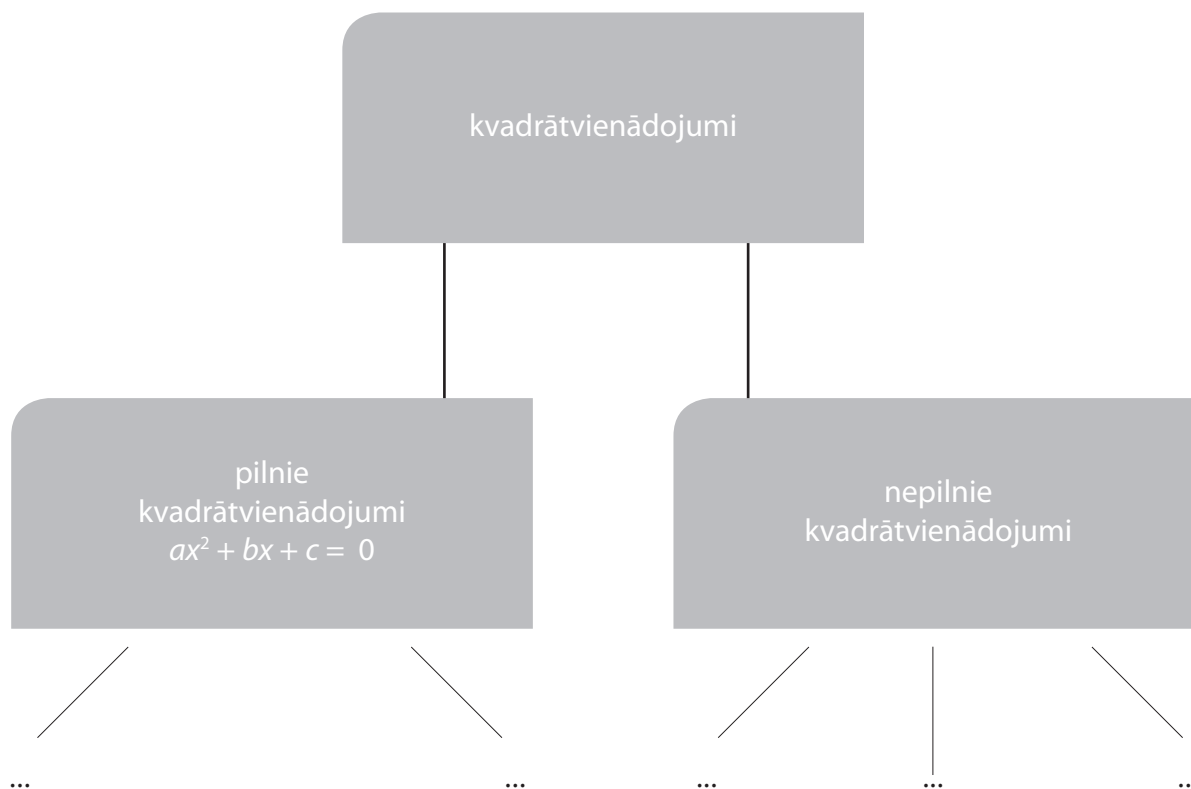 kvadrātvienādojumi
pilnie
kvadrātvienādojumi
ax² + bx + c = 0
nepilnie
kvadrātvienādojumi
... ... ... ... ...